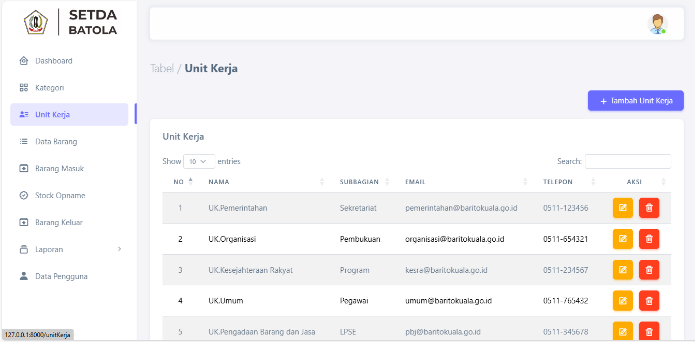 SETDA
BATOLA
Dashboard
Kategori
Unit Kerja
Data Barang
Barang Masuk
Stock Opname
Barang Keluar
Laporan
Data Pengguna
127.0.0.1:8000/unitKerja
Tabel / Unit Kerja
+ Tambah Unit Kerja
Unit Kerja
Show 10 entries Search:
NO NAMA SUBBAGIAN EMAIL TELEPON AKSI
1 UK.Pemerintahan Sekretariat pemerintahan@baritokuala.go.id 0511-123456
2 UK.Organisasi Pembukuan organisasi@baritokuala.go.id 0511-654321
3 UK.Kesejahteraan Rakyat Program kesra@baritokuala.go.id 0511-234567
4 UK.Umum Pegawai umum@baritokuala.go.id 0511-765432
5 UK.Pengadaan Barang dan Jasa LPSE pbj@baritokuala.go.id 0511-345678